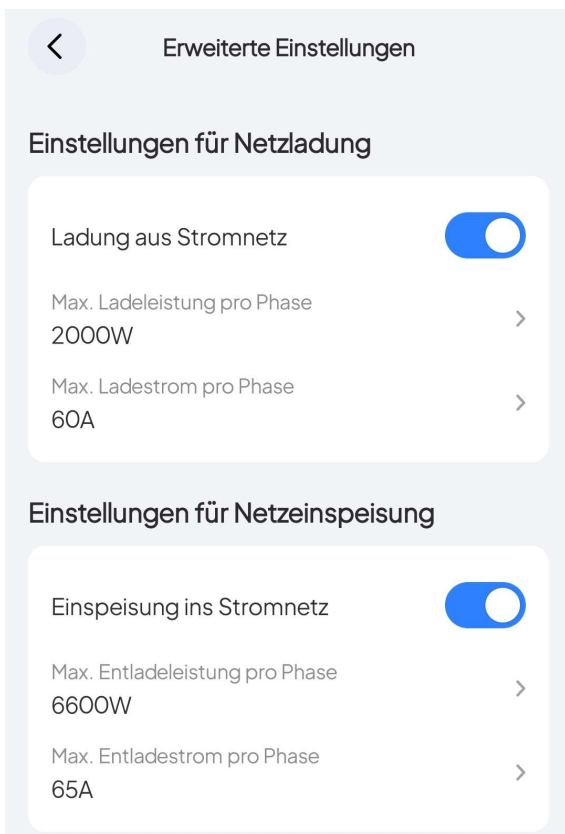 Erweiterte Einstellungen
Einstellungen für Netzladung
Ladung aus Stromnetz
Max. Ladeleistung pro Phase
2000W
Max. Ladestrom pro Phase
60A
Einstellungen für Netzeinspeisung
Einspeisung ins Stromnetz
Max. Entladeleistung pro Phase
6600W
Max. Entladestrom pro Phase
65A